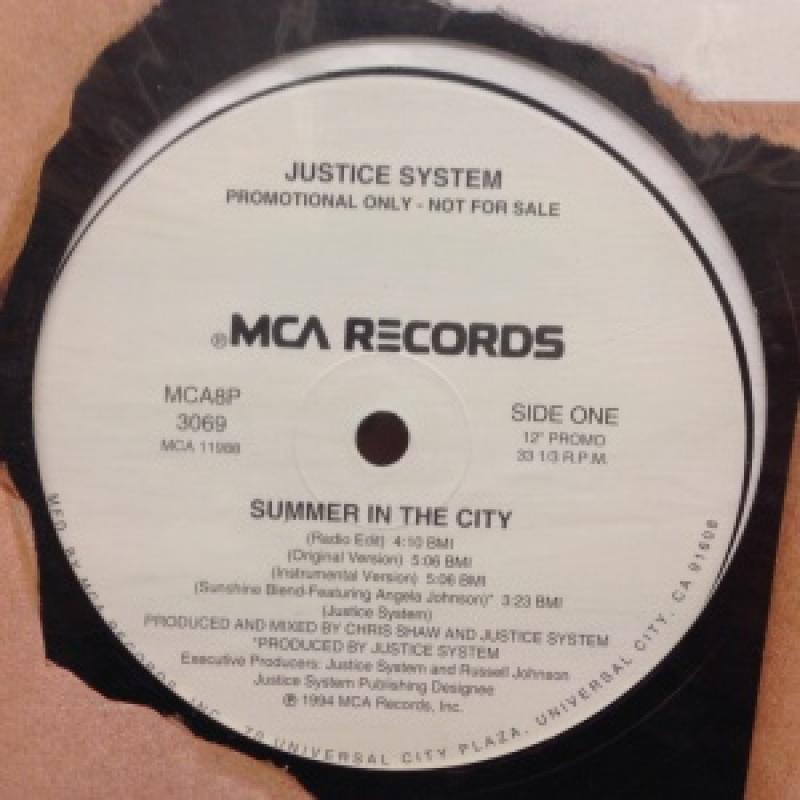 JUSTICE SYSTEM
PROMOTIONAL ONLY - NOT FOR SALE
®MCA RECORDS
MCA8P
3069
MCA 11988
SIDE ONE
12" PROMO
33 1/3 R.P.M.
SUMMER IN THE CITY
(Radio Edit) 4:10 BMI
(Original Version) 5:06 BMI
(Instrumental Version) 5:06 BMI
(Sunshine Blend-Featuring Angela Johnson)* 3:23 BMI
(Justice System)
PRODUCED AND MIXED BY CHRIS SHAW AND JUSTICE SYSTEM
*PRODUCED BY JUSTICE SYSTEM
Executive Producers: Justice System and Russell Johnson
Justice System Publishing Designee
℗ 1994 MCA Records, Inc.
MFD. BY MCA RECORDS, INC., 70 UNIVERSAL CITY PLAZA, UNIVERSAL CITY, CA 91608